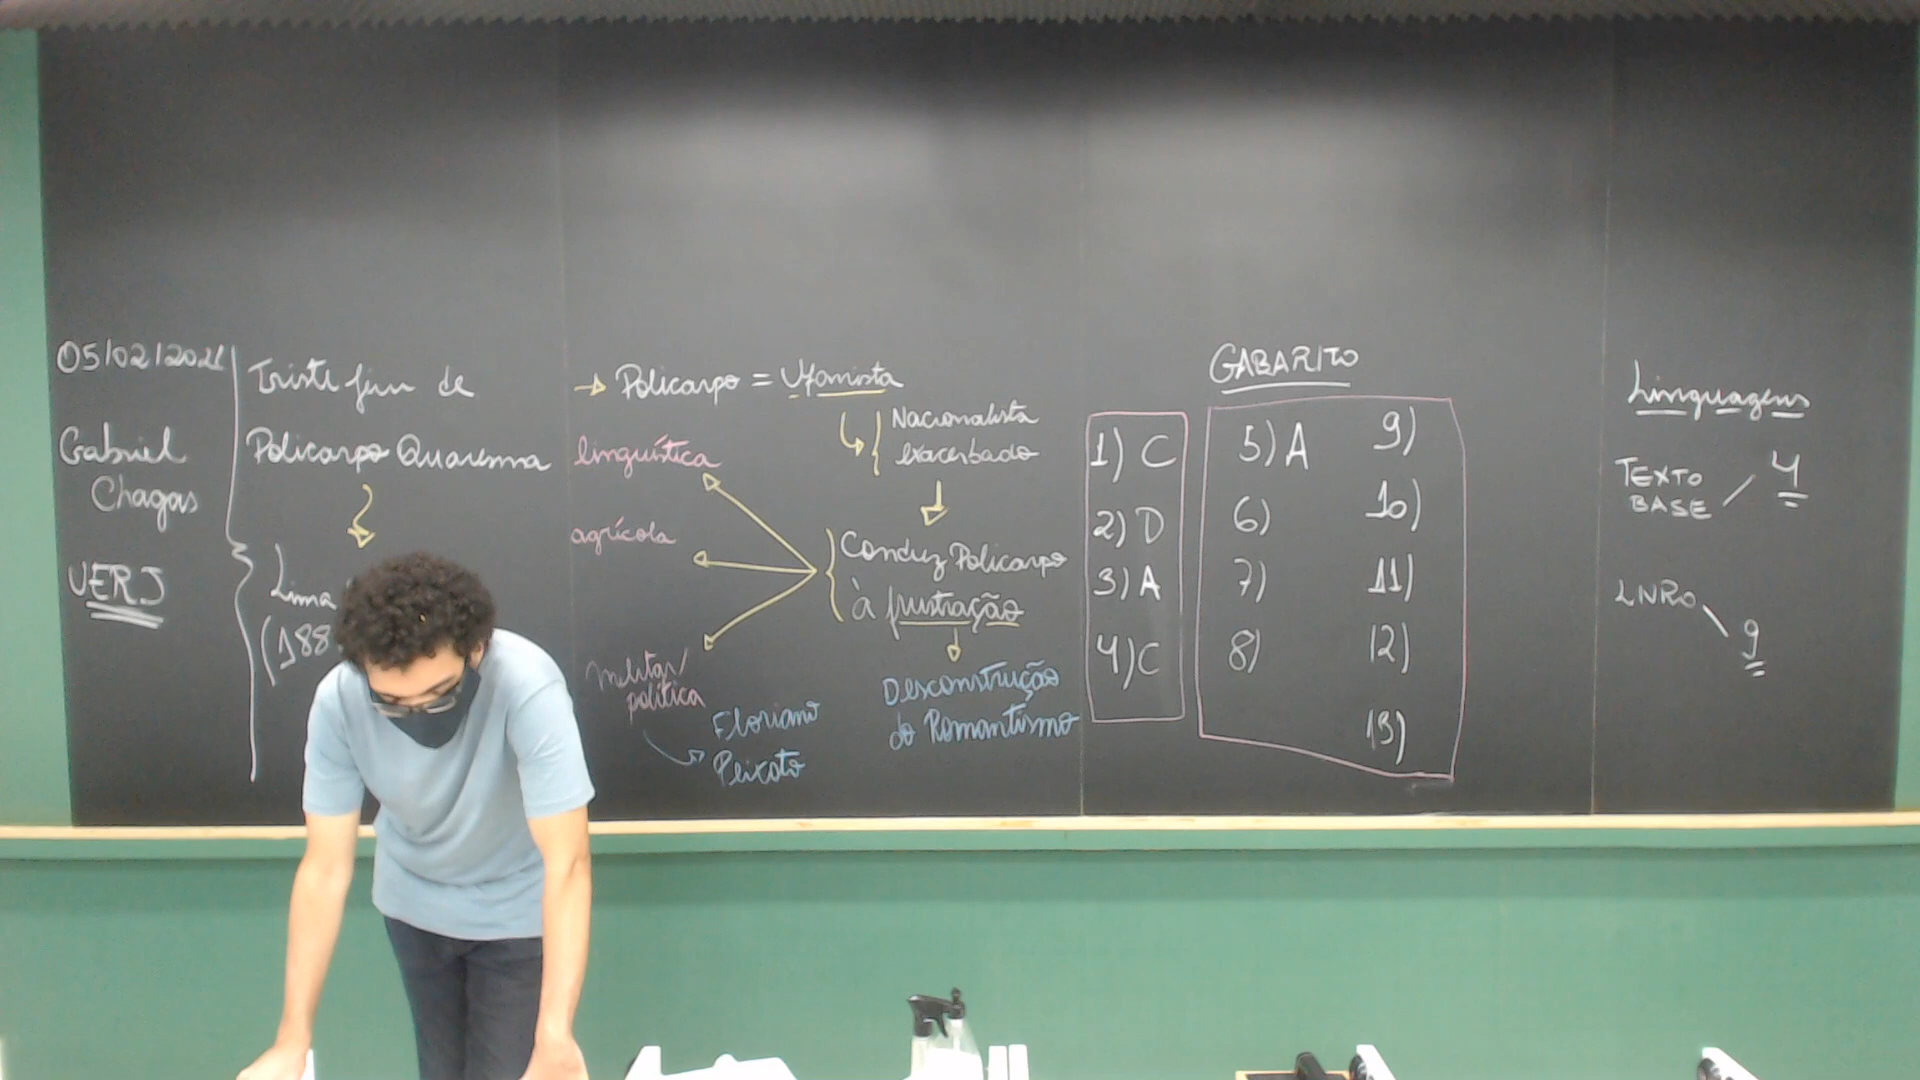 05/02/2021
Gabriel
Chagas
UERJ
Triste fim de
Policarpo Quaresma
Lima
(188
→ Policarpo = Ufanista
Nacionalista
exacerbado
Conduz Policarpo
à frustração
Desconstrução
do Romantismo
linguística
agrícola
militar/
política
Floriano
Peixoto
GABARITO
1) C
2) D
3) A
4) C
5) A
6)
7)
8)
9)
10)
11)
12)
13)
Linguagens
TEXTO
BASE
4
LIVRO
9